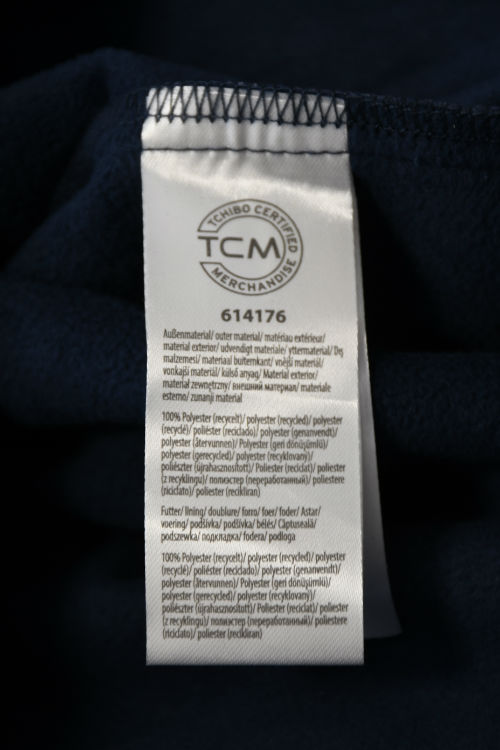 TCHIBO CERTIFIED
TCM
MERCHANDISE
614176
Außenmaterial/ outer material/ matériau extérieur/
material exterior/ udvendigt materiale/ yttermaterial/ Dış
malzemesi/ materiaal buitenkant/ vnější materiál/
vonkajší materiál/ külső anyag/ Material exterior/
materiał zewnętrzny/ внешний материал/ materiale
esterno/ zunanji material
100% Polyester (recycelt)/ polyester (recycled)/ polyester
(recyclé)/ poliéster (reciclado)/ polyester (genanvendt)/
polyester (återvunnen)/ Polyester (geri dönüşümlü)/
polyester (gerecycled)/ polyester (recyklovaný)/
poliészter (újrahasznosított)/ Poliester (reciclat)/ poliester
(z recyklingu)/ полиэстер (переработанный)/ poliestere
(riciclato)/ poliester (recikliran)
Futter/ lining/ doublure/ forro/ foer/ foder/ Astar/
voering/ podšívka/ podšívka/ bélés/ Căptuseală/
podszewka/ подкладка/ fodera/ podloga
100% Polyester (recycelt)/ polyester (recycled)/ polyester
(recyclé)/ poliéster (reciclado)/ polyester (genanvendt)/
polyester (återvunnen)/ Polyester (geri dönüşümlü)/
polyester (gerecycled)/ polyester (recyklovaný)/
poliészter (újrahasznosított)/ Poliester (reciclat)/ poliester
(z recyklingu)/ полиэстер (переработанный)/ poliestere
(riciclato)/ poliester (recikliran)